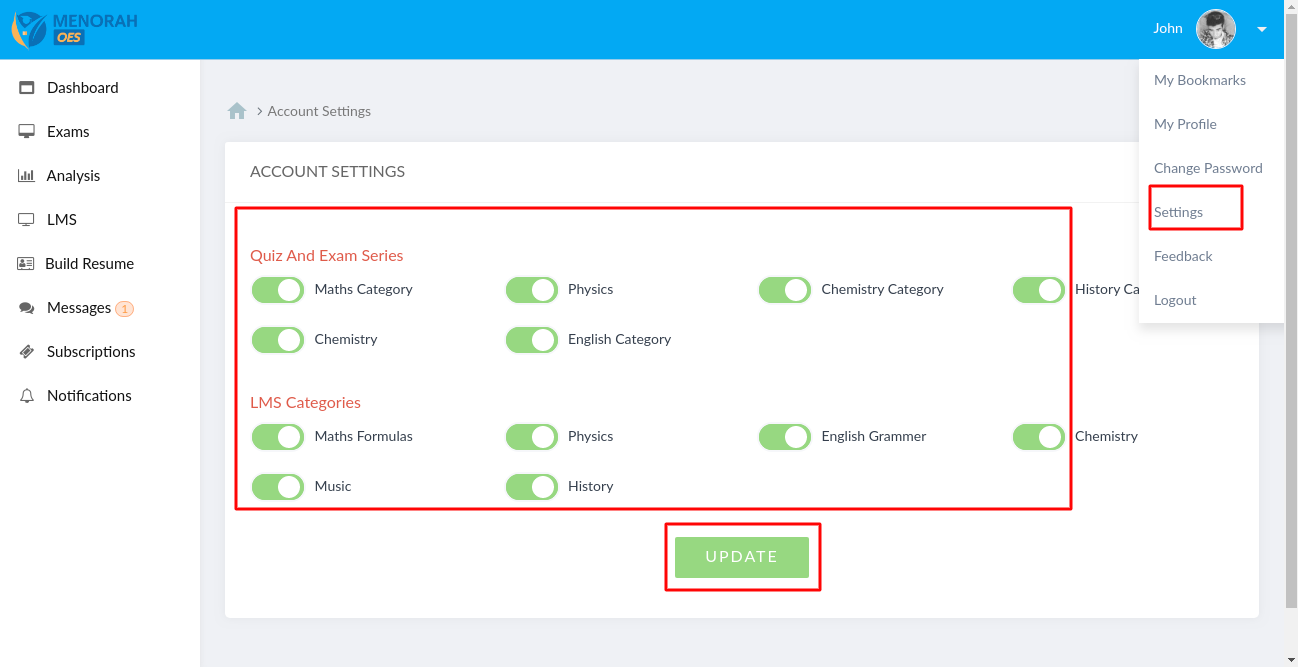 MENORAH
OES
John
My Bookmarks
My Profile
Change Password
Settings
Feedback
Logout
Dashboard
Exams
Analysis
LMS
Build Resume
Messages 1
Subscriptions
Notifications
> Account Settings
ACCOUNT SETTINGS
Quiz And Exam Series
Maths Category Physics Chemistry Category History Ca
Chemistry English Category
LMS Categories
Maths Formulas Physics English Grammer Chemistry
Music History
UPDATE